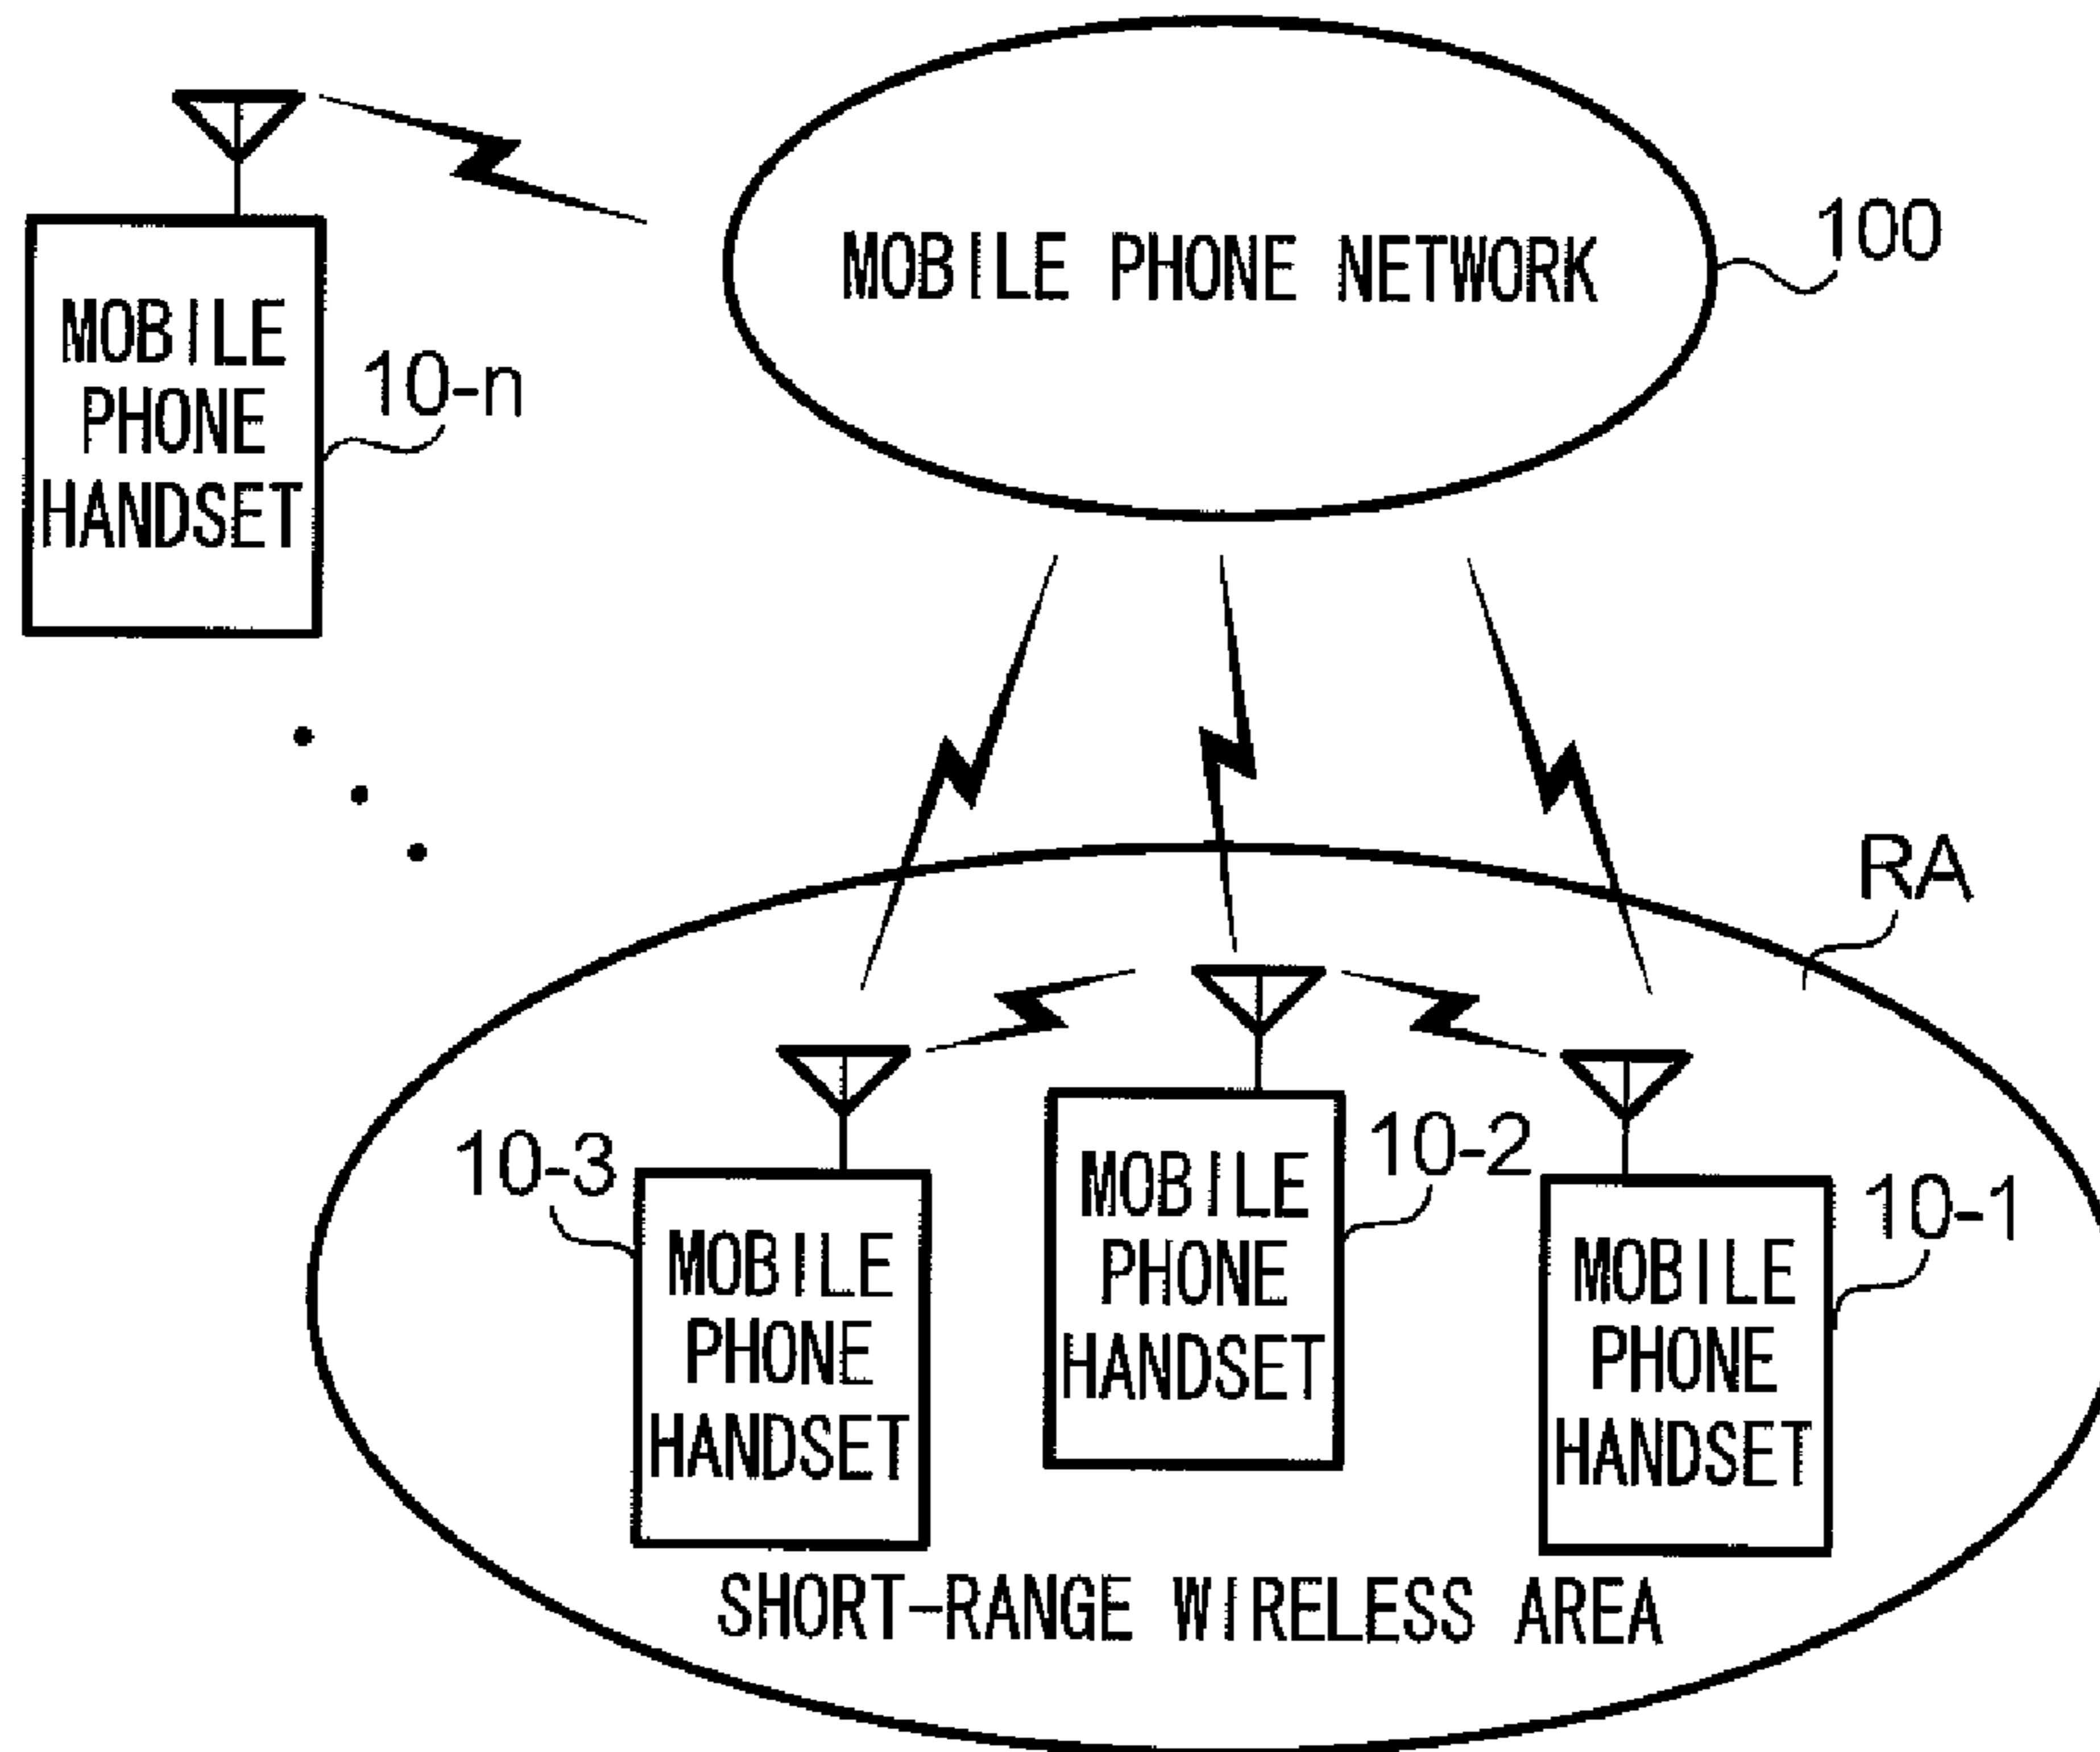 MOBILE PHONE NETWORK
100
MOBILE
PHONE
HANDSET
10-n
RA
10-3
MOBILE
PHONE
HANDSET
10-2
MOBILE
PHONE
HANDSET
10-1
MOBILE
PHONE
HANDSET
SHORT-RANGE WIRELESS AREA